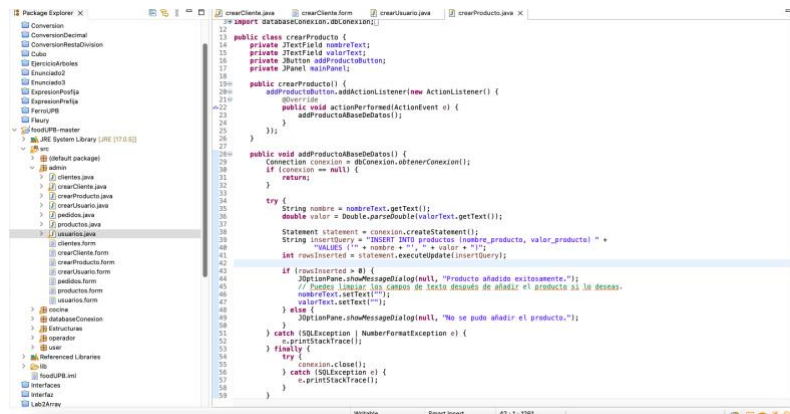 Package Explorer
Conversion
ConversionDecimal
ConversionRestaDivision
Cubo
EjercicioArboles
Enunciado2
Enunciado3
ExpresionPosfija
ExpresionPrefija
FerroUPB
Fleury
foodUPB-master
JRE System Library [JRE [17.0.5]]
src
(default package)
admin
clientes.java
crearCliente.java
crearProducto.java
crearUsuario.java
pedidos.java
productos.java
usuarios.java
clientes.form
crearCliente.form
crearProducto.form
crearUsuario.form
pedidos.form
productos.form
usuarios.form
cocina
databaseConexion
Estructuras
operador
user
Referenced Libraries
lib
foodUPB.iml
Interfaces
Interfaz
Lab2Array
crearCliente.java crearCliente.form crearUsuario.java crearProducto.java
3 import databaseConexion.dbConexion;
12
13 public class crearProducto {
14 private JTextField nombreText;
15 private JTextField valorText;
16 private JButton addProductoButton;
17 private JPanel mainPanel;
18
19 public crearProducto() {
20 addProductoButton.addActionListener(new ActionListener() {
21 @Override
22 public void actionPerformed(ActionEvent e) {
23 addProductoABaseDeDatos();
24 }
25 });
26 }
27
28 public void addProductoABaseDeDatos() {
29 Connection conexion = dbConexion.obtenerConexion();
30 if (conexion == null) {
31 return;
32 }
33
34 try {
35 String nombre = nombreText.getText();
36 double valor = Double.parseDouble(valorText.getText());
37
38 Statement statement = conexion.createStatement();
39 String insertQuery = "INSERT INTO productos (nombre_producto, valor_producto) " +
40 "VALUES ('" + nombre + "', " + valor + ")";
41 int rowsInserted = statement.executeUpdate(insertQuery);
42
43 if (rowsInserted > 0) {
44 JOptionPane.showMessageDialog(null, "Producto añadido exitosamente.");
45 // Puedes limpiar los campos de texto después de añadir el producto si lo deseas.
46 nombreText.setText("");
47 valorText.setText("");
48 } else {
49 JOptionPane.showMessageDialog(null, "No se pudo añadir el producto.");
50 }
51 } catch (SQLException | NumberFormatException e) {
52 e.printStackTrace();
53 } finally {
54 try {
55 conexion.close();
56 } catch (SQLException e) {
57 e.printStackTrace();
58 }
59 }
Writable Smart Insert 42 : 1 : 1261